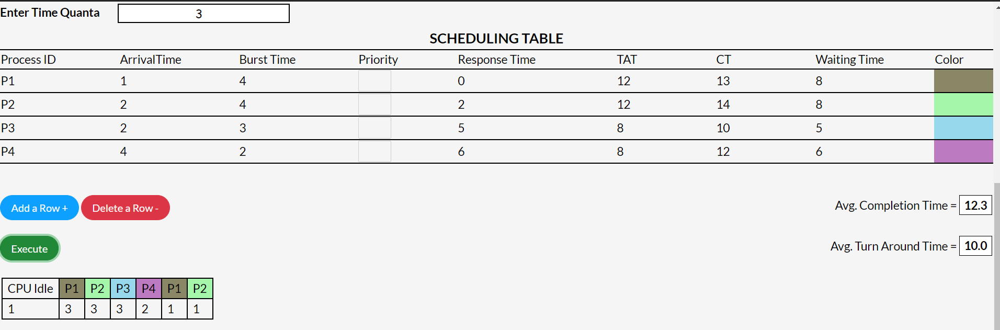 Enter Time Quanta 3
SCHEDULING TABLE
Process ID ArrivalTime Burst Time Priority Response Time TAT CT Waiting Time Color
P1 1 4 0 12 13 8
P2 2 4 2 12 14 8
P3 2 3 5 8 10 5
P4 4 2 6 8 12 6
Add a Row + Delete a Row - Avg. Completion Time = 12.3
Execute Avg. Turn Around Time = 10.0
CPU Idle P1 P2 P3 P4 P1 P2
1 3 3 3 2 1 1